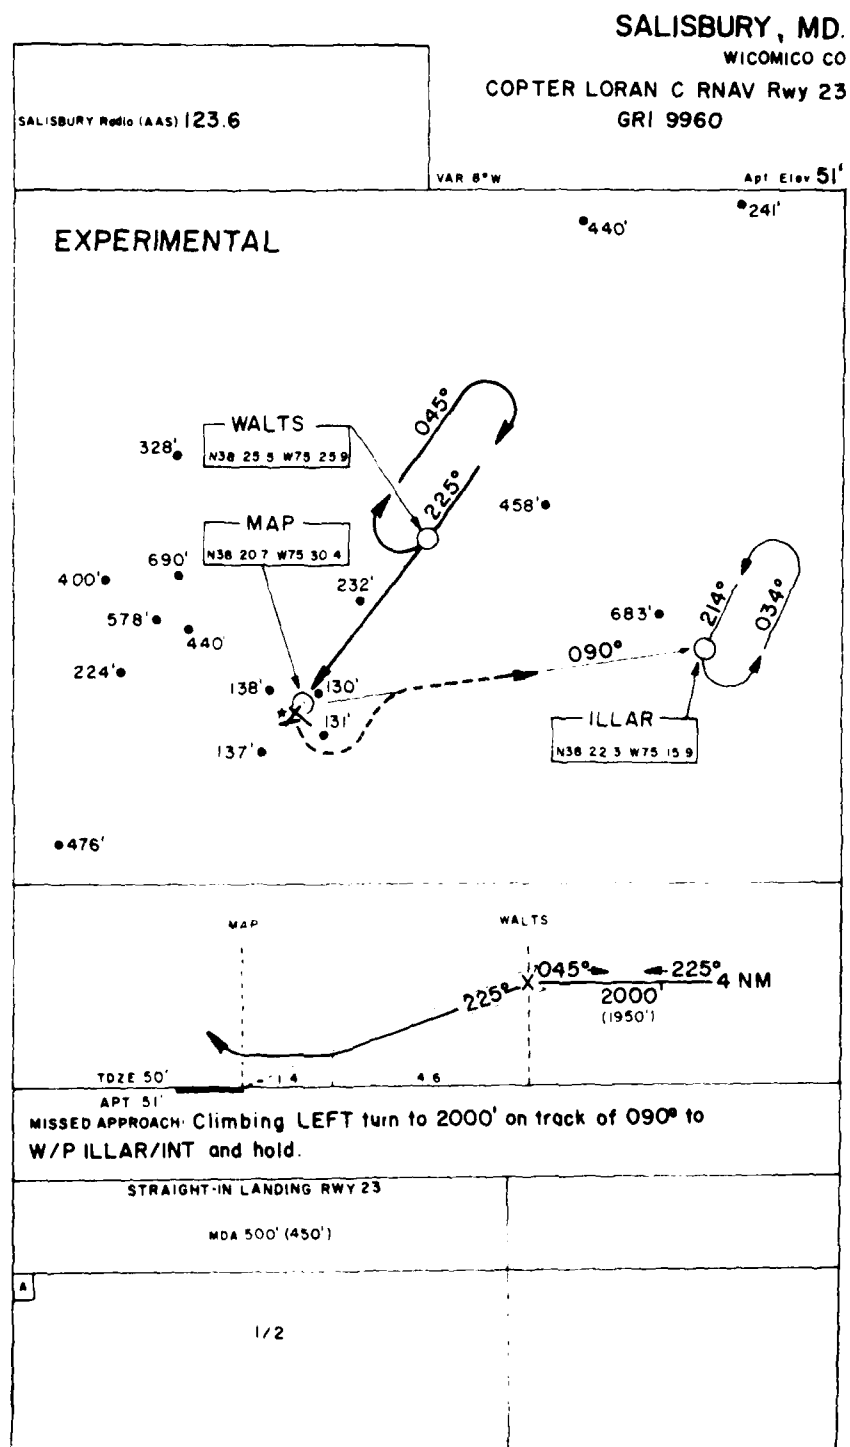 SALISBURY, MD.
WICOMICO CO
COPTER LORAN C RNAV Rwy 23
GRI 9960
SALISBURY Radio (AAS) 123.6
VAR 8°W
Apt Elev 51'
EXPERIMENTAL
440'
241'
045°
WALTS
N38 25 5 W75 25 9
328'
225°
458'
MAP
N38 20 7 W75 30 4
690'
400'
232'
578'
440'
683'
214°
034°
090°
224'
138'
130'
131'
ILLAR
N38 22 3 W75 15 9
137'
476'
MAP
WALTS
045°
225°
4 NM
225°
2000'
(1950')
TDZE 50'
1 4
4.6
APT 51'
MISSED APPROACH: Climbing LEFT turn to 2000' on track of 090° to
W/P ILLAR/INT and hold.
STRAIGHT-IN LANDING RWY 23
MDA 500' (450')
A
1/2